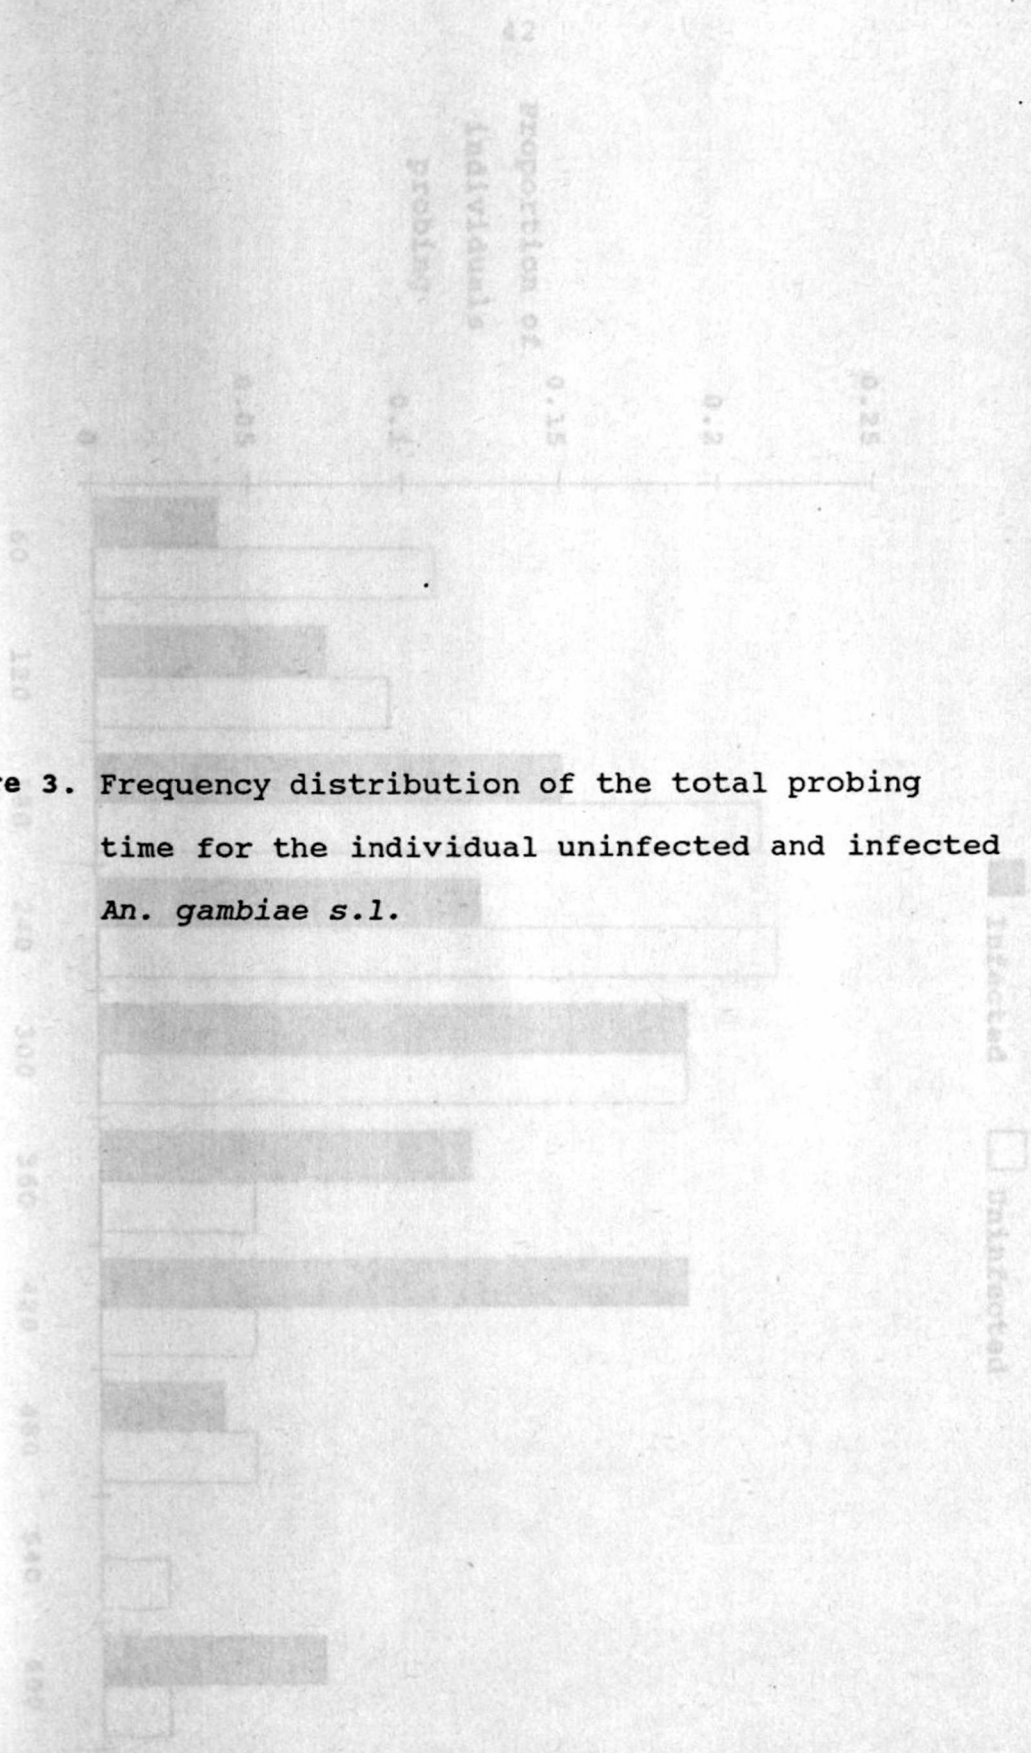 42
Proportion of
individuals
probing
0
0.05
0.1
0.15
0.2
0.25
60
120
re 3. Frequency distribution of the total probing
time for the individual uninfected and infected
An. gambiae s.l.
240
300
360
420
480
540
600
Infected
Uninfected